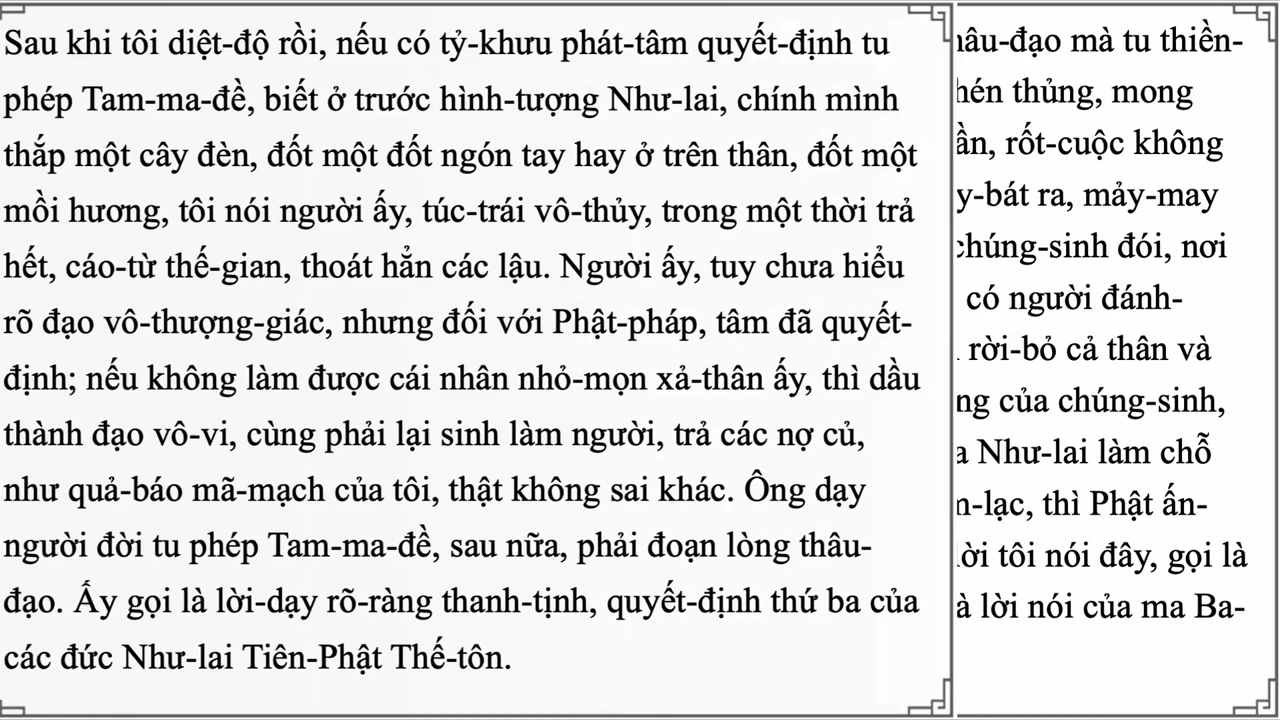 Sau khi tôi diệt-độ rồi, nếu có tỷ-khưu phát-tâm quyết-định tu
phép Tam-ma-đề, biết ở trước hình-tượng Như-lai, chính mình
thắp một cây đèn, đốt một đốt ngón tay hay ở trên thân, đốt một
mồi hương, tôi nói người ấy, túc-trái vô-thủy, trong một thời trả
hết, cáo-từ thế-gian, thoát hẳn các lậu. Người ấy, tuy chưa hiểu
rõ đạo vô-thượng-giác, nhưng đối với Phật-pháp, tâm đã quyết-
định; nếu không làm được cái nhân nhỏ-mọn xả-thân ấy, thì dầu
thành đạo vô-vi, cùng phải lại sinh làm người, trả các nợ củ,
như quả-báo mã-mạch của tôi, thật không sai khác. Ông dạy
người đời tu phép Tam-ma-đề, sau nữa, phải đoạn lòng thâu-
đạo. Ấy gọi là lời-dạy rõ-ràng thanh-tịnh, quyết-định thứ ba của
các đức Như-lai Tiên-Phật Thế-tôn.
mà tu thiền-
thủng, mong
rốt-cuộc không
ra, mảy-may
chúng-sinh đói, nơi
có người đánh-
rời-bỏ cả thân và
của chúng-sinh,
Như-lai làm chỗ
thì Phật ấn-
lời tôi nói đây, gọi là
lời nói của ma Ba-